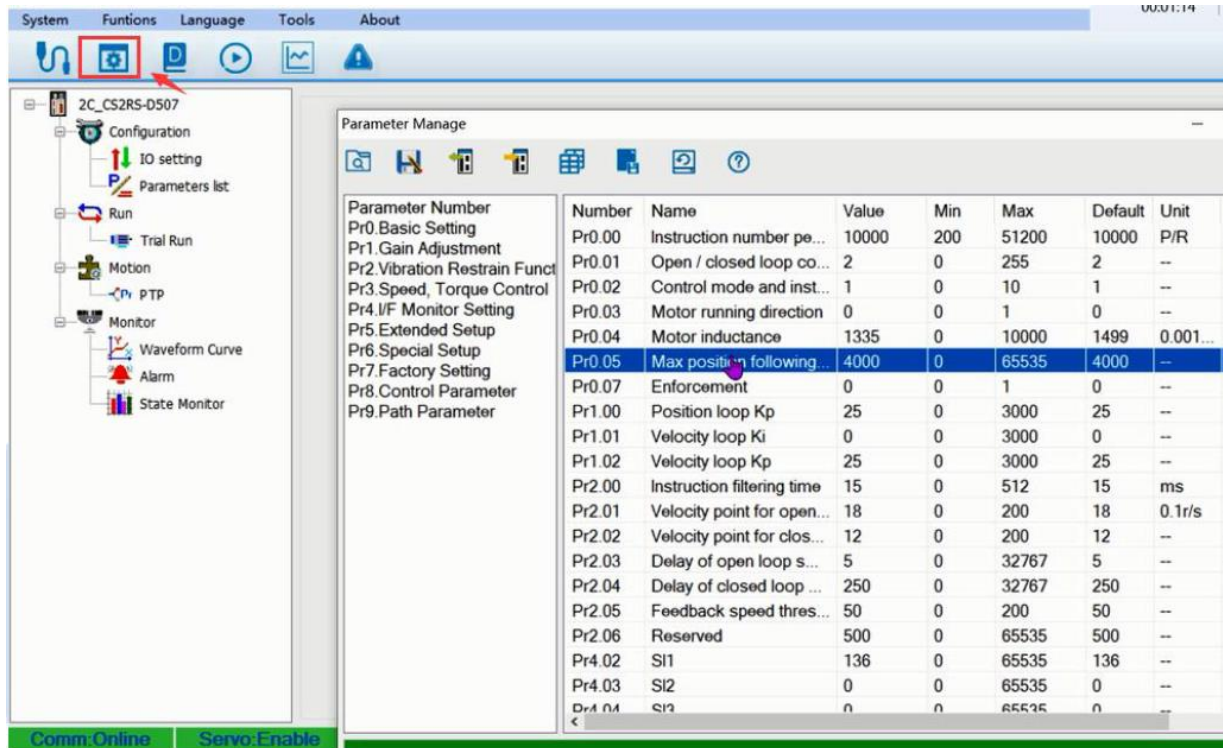 00:01:14
System Funtions Language Tools About
D
2C_CS2RS-D507
Configuration
IO setting
Parameters list
Run
Trial Run
Motion
PTP
Monitor
Waveform Curve
Alarm
State Monitor
Comm:Online Servo:Enable
Parameter Manage
Parameter Number
Pr0.Basic Setting
Pr1.Gain Adjustment
Pr2.Vibration Restrain Funct
Pr3.Speed, Torque Control
Pr4.I/F Monitor Setting
Pr5.Extended Setup
Pr6.Special Setup
Pr7.Factory Setting
Pr8.Control Parameter
Pr9.Path Parameter
Number Name Value Min Max Default Unit
Pr0.00 Instruction number pe... 10000 200 51200 10000 P/R
Pr0.01 Open / closed loop co... 2 0 255 2 --
Pr0.02 Control mode and inst... 1 0 10 1 --
Pr0.03 Motor running direction 0 0 1 0 --
Pr0.04 Motor inductance 1335 0 10000 1499 0.001...
Pr0.05 Max position following... 4000 0 65535 4000 --
Pr0.07 Enforcement 0 0 1 0 --
Pr1.00 Position loop Kp 25 0 3000 25 --
Pr1.01 Velocity loop Ki 0 0 3000 0 --
Pr1.02 Velocity loop Kp 25 0 3000 25 --
Pr2.00 Instruction filtering time 15 0 512 15 ms
Pr2.01 Velocity point for open... 18 0 200 18 0.1r/s
Pr2.02 Velocity point for clos... 12 0 200 12 --
Pr2.03 Delay of open loop s... 5 0 32767 5 --
Pr2.04 Delay of closed loop ... 250 0 32767 250 --
Pr2.05 Feedback speed thres... 50 0 200 50 --
Pr2.06 Reserved 500 0 65535 500 --
Pr4.02 SI1 136 0 65535 136 --
Pr4.03 SI2 0 0 65535 0 --
Pr4.04 SI3 0 0 65535 0 --